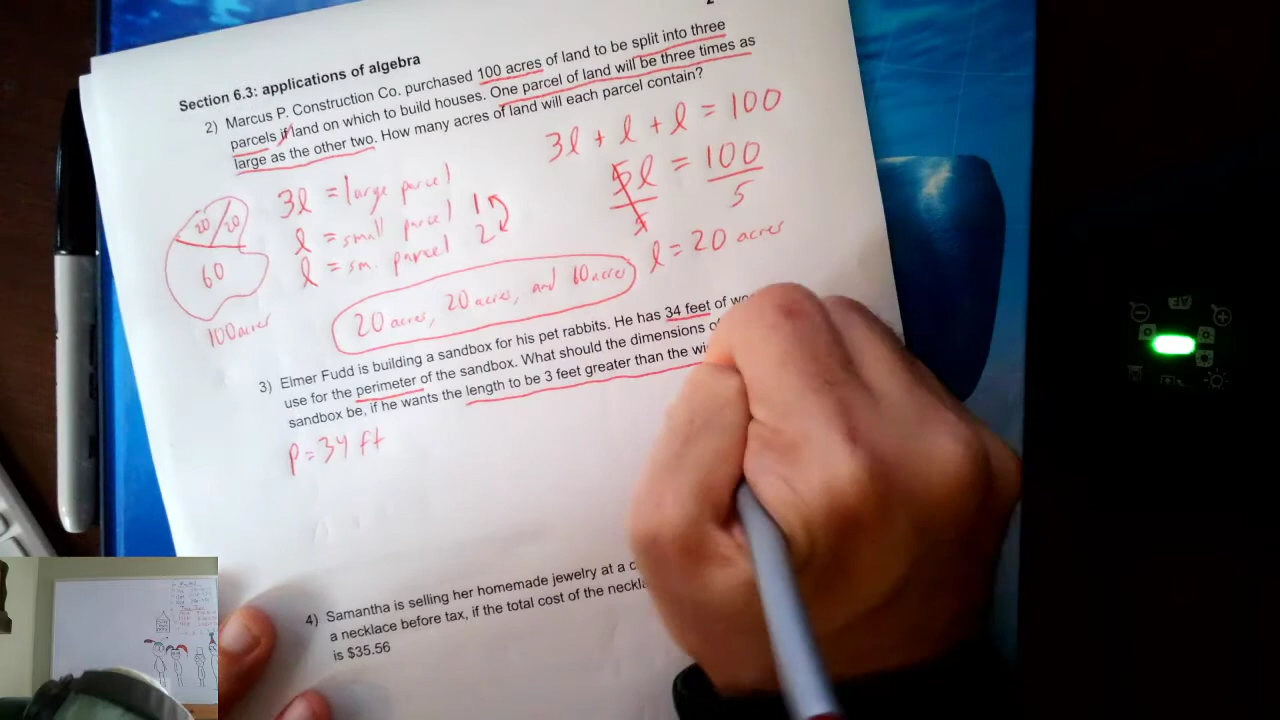 Section 6.3: applications of algebra
2) Marcus P. Construction Co. purchased 100 acres of land to be split into three
parcels if land on which to build houses. One parcel of land will be three times as
large as the other two. How many acres of land will each parcel contain?
3l + l + l = 100
5l = 100
5 5
l = 20 acres
3l = large parcel
l = small parcel 1
l = sm. parcel 2
20 20
60
100 acres
20 acres, 20 acres, and 60 acres
3) Elmer Fudd is building a sandbox for his pet rabbits. He has 34 feet of
use for the perimeter of the sandbox. What should the dimensions
sandbox be, if he wants the length to be 3 feet greater than the
P = 34 ft
4) Samantha is selling her homemade jewelry at a
a necklace before tax, if the total cost of the
is $35.56